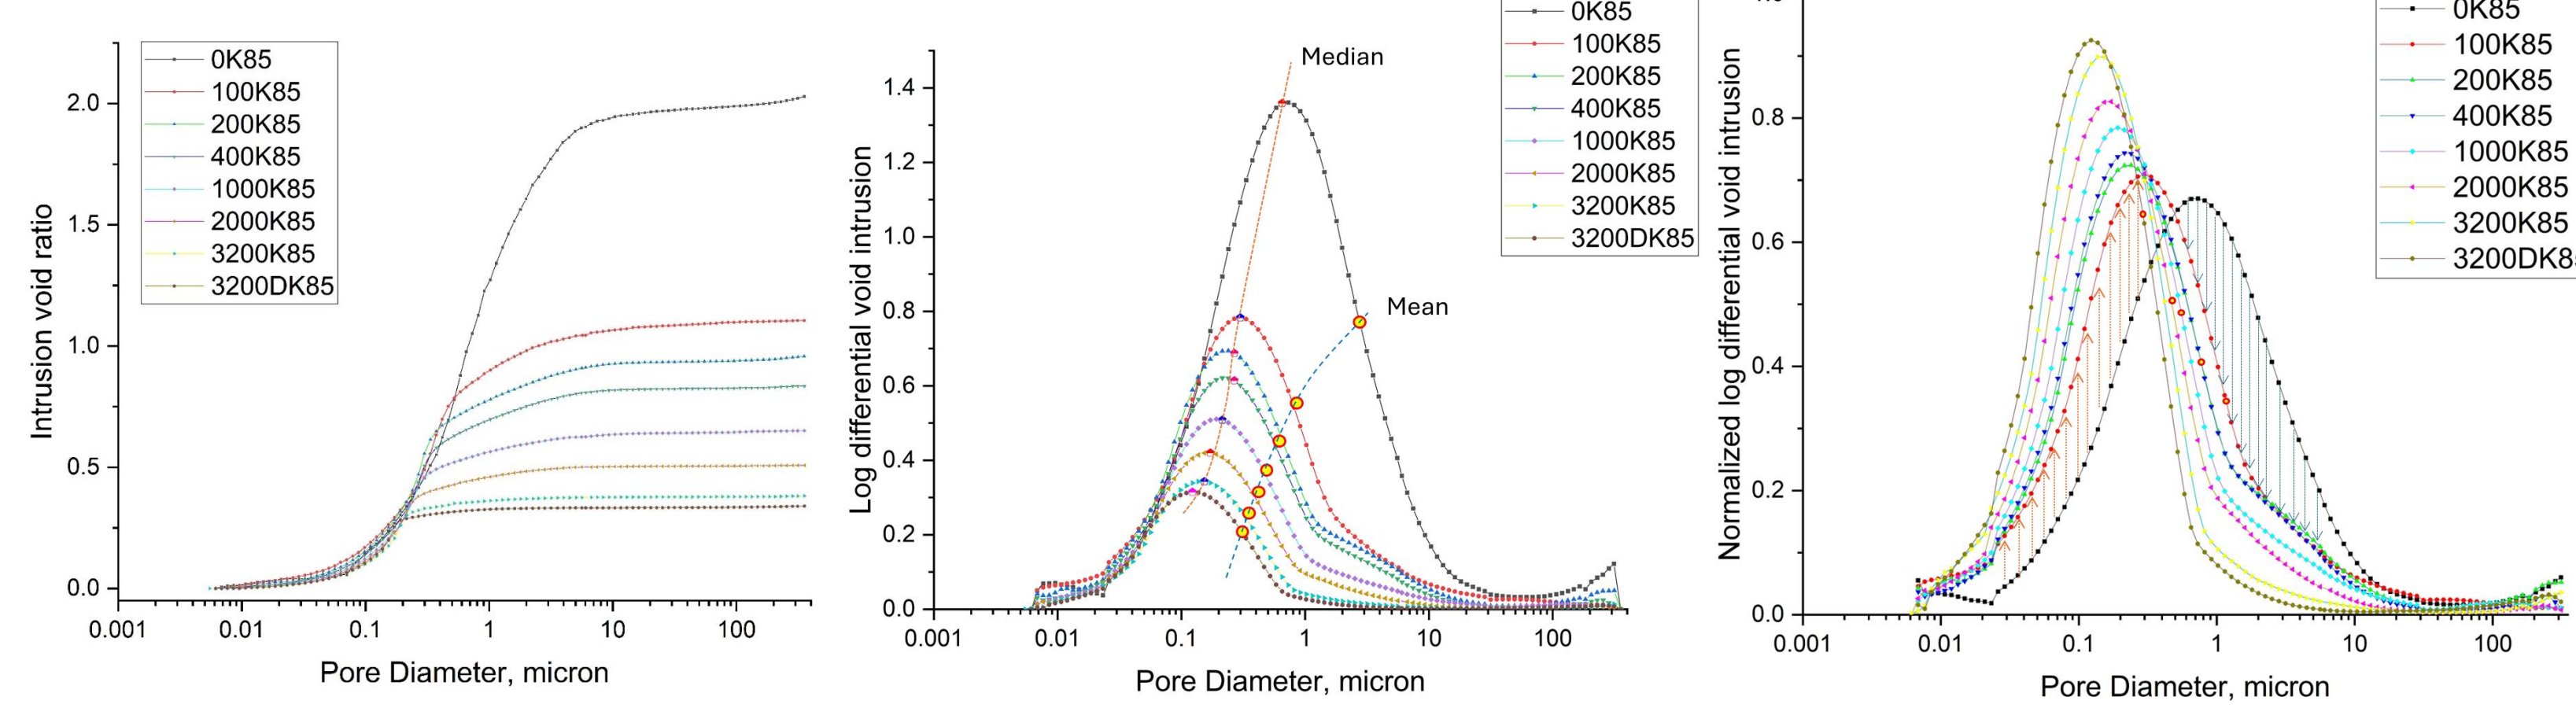 Intrusion void ratio
2.0
1.5
1.0
0.5
0.0
0K85
100K85
200K85
400K85
1000K85
2000K85
3200K85
3200DK85
0.001
0.01
0.1
1
10
100
Pore Diameter, micron
Log differential void intrusion
1.4
1.2
1.0
0.8
0.6
0.4
0.2
0.0
Median
Mean
0K85
100K85
200K85
400K85
1000K85
2000K85
3200K85
3200DK85
0.001
0.01
0.1
1
10
100
Pore Diameter, micron
Normalized log differential void intrusion
0.8
0.6
0.4
0.2
0.0
0K85
100K85
200K85
400K85
1000K85
2000K85
3200K85
3200DK8
0.001
0.01
0.1
1
10
100
Pore Diameter, micron